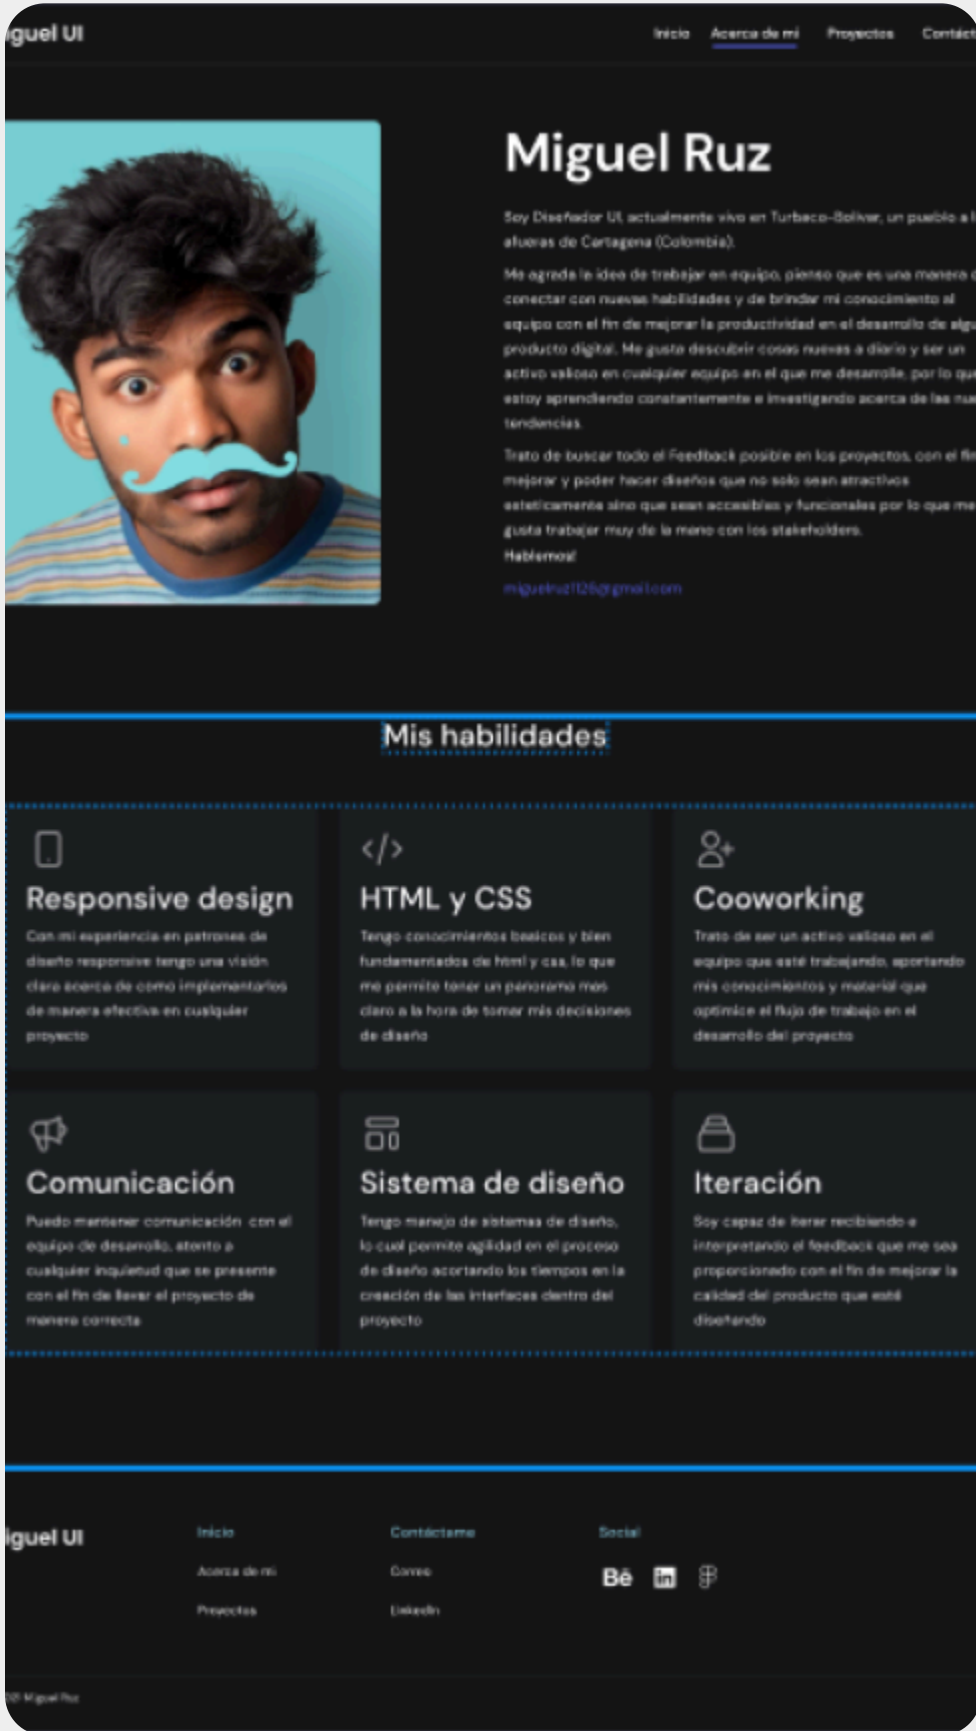 iguel UI
Inicio Acerca de mi Proyectos Contáct
Miguel Ruz
Soy Diseñador UI, actualmente vivo en Turbaco-Bolivar, un pueblo a l
afueras de Cartagena (Colombia).
Me agrada la idea de trabajar en equipo, pienso que es una manera
conectar con nuevas habilidades y de brindar mi conocimiento al
equipo con el fin de mejorar la productividad en el desarrollo de algu
producto digital. Me gusta descubrir cosas nuevas a diario y ser un
activo valioso en cualquier equipo en el que me desarrolle, por lo que
estoy aprendiendo constantemente e investigando acerca de las nue
tendencias.
Trato de buscar todo el Feedback posible en los proyectos, con el fin
mejorar y poder hacer diseños que no solo sean atractivos
esteticamente sino que sean accesibles y funcionales por lo que me
gusta trabajar muy de la mano con los stakeholders.
Hablemos!
Mis habilidades
Responsive design
Con mi experiencia en patrones de
diseño responsive tengo una visión
clara acerca de como implementarlos
de manera efectiva en cualquier
proyecto
HTML y CSS
Tengo conocimientos basicos y bien
fundamentados de html y css, lo que
me permite tener un panorama mas
claro a la hora de tomar mis decisiones
de diseño
Cooworking
Trato de ser un activo valioso en el
equipo que esté trabajando, aportando
mis conocimientos y material que
optimice el flujo de trabajo en el
desarrollo del proyecto
Comunicación
Puedo mantener comunicación con el
equipo de desarrollo, atento a
cualquier inquietud que se presente
con el fin de llevar el proyecto de
manera correcta
Sistema de diseño
Tengo manejo de sistemas de diseño,
lo cual permite agilidad en el proceso
de diseño acortando los tiempos en la
creación de las interfaces dentro del
proyecto
Iteración
Soy capaz de iterar recibiendo e
interpretando el feedback que me sea
proporcionado con el fin de mejorar la
calidad del producto que esté
diseñando
iguel UI
Inicio
Acerca de mi
Proyectos
Contáctame
Correo
LinkedIn
Social
Bē in
Miguel Ruz